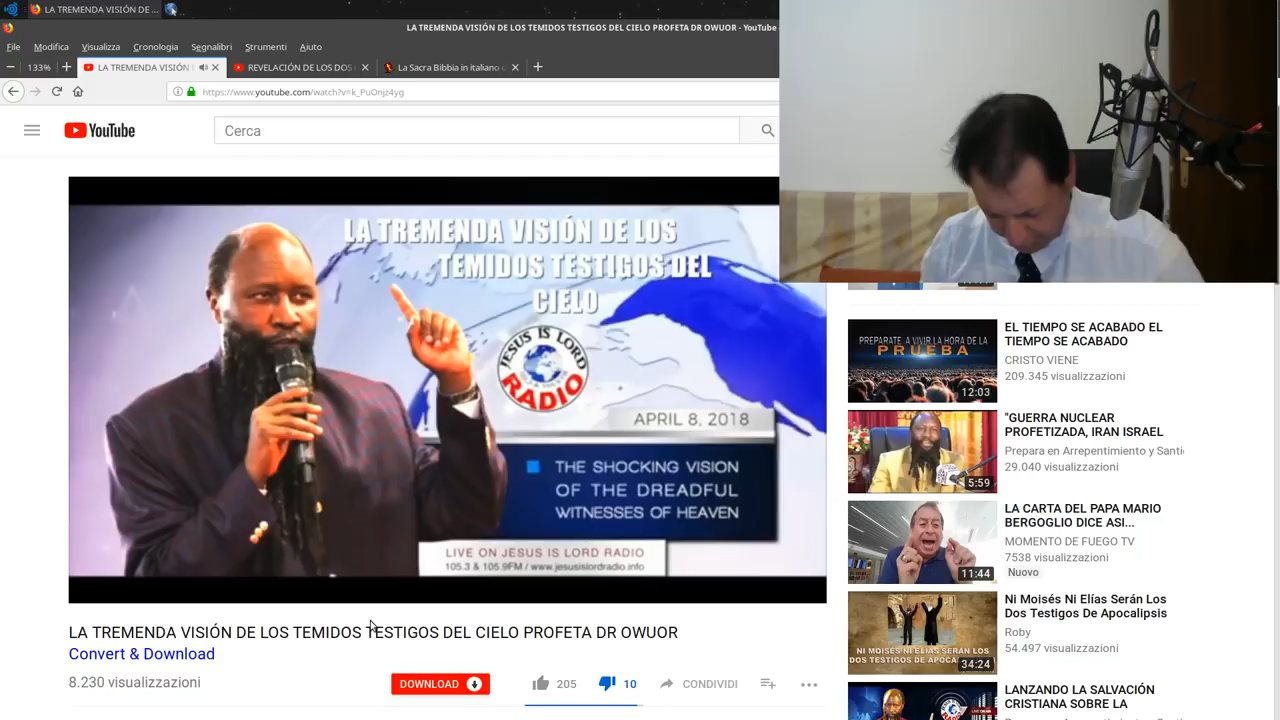 LA TREMENDA VISIÓN DE ...
LA TREMENDA VISIÓN DE LOS TEMIDOS TESTIGOS DEL CIELO PROFETA DR OWUOR - YouTube -
File Modifica Visualizza Cronologia Segnalibri Strumenti Aiuto
133% LA TREMENDA VISIÓN REVELACIÓN DE LOS DOS La Sacra Bibbia in italiano
https://www.youtube.com/watch?v=k_PuOnjz4yg
YouTube
Cerca
LA TREMENDA VISIÓN DE LOS
TEMIDOS TESTIGOS DEL
CIELO
JESUS IS LORD
RADIO
APRIL 8, 2018
THE SHOCKING VISION
OF THE DREADFUL
WITNESSES OF HEAVEN
LIVE ON JESUS IS LORD RADIO
105.3 & 105.9FM / www.jesusislordradio.info
LA TREMENDA VISIÓN DE LOS TEMIDOS TESTIGOS DEL CIELO PROFETA DR OWUOR
Convert & Download
8.230 visualizzazioni
DOWNLOAD
205
10
CONDIVIDI
PREPARATE A VIVIR LA HORA DE LA
PRUEBA
12:03
EL TIEMPO SE ACABADO EL
TIEMPO SE ACABADO
CRISTO VIENE
209.345 visualizzazioni
5:59
"GUERRA NUCLEAR
PROFETIZADA, IRAN ISRAEL
Prepara en Arrepentimiento y Santi
29.040 visualizzazioni
11:44
LA CARTA DEL PAPA MARIO
BERGOGLIO DICE ASI...
MOMENTO DE FUEGO TV
7538 visualizzazioni
Nuovo
NI MOISES NI ELÍAS SERÁN LOS
DOS TESTIGOS DE
34:24
Ni Moisés Ni Elías Serán Los
Dos Testigos De Apocalipsis
Roby
54.497 visualizzazioni
LANZANDO LA SALVACIÓN
CRISTIANA SOBRE LA